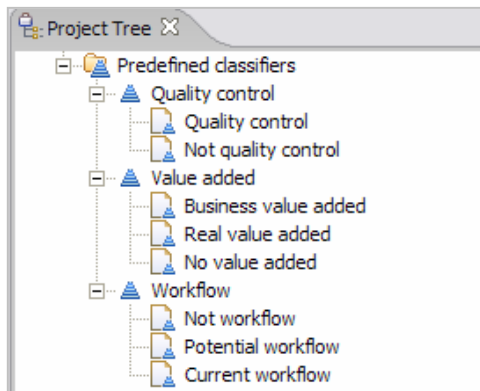 Project Tree
Predefined classifiers
Quality control
Quality control
Not quality control
Value added
Business value added
Real value added
No value added
Workflow
Not workflow
Potential workflow
Current workflow